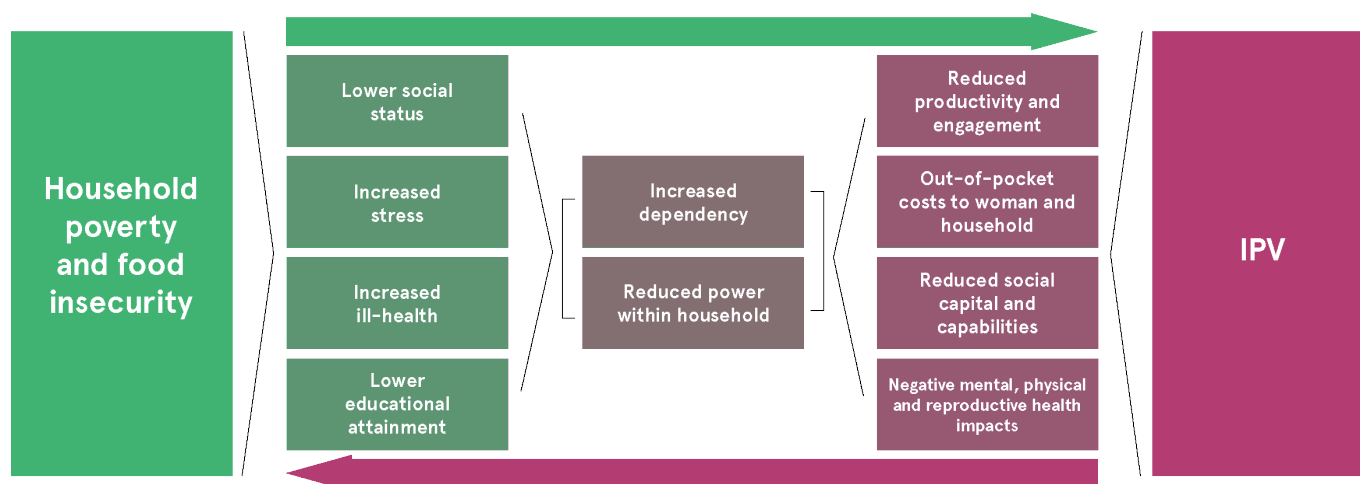 Household
poverty
and food
insecurity
Lower social
status
Increased
stress
Increased
ill-health
Lower
educational
attainment
Increased
dependency
Reduced power
within household
Reduced
productivity and
engagement
Out-of-pocket
costs to woman and
household
Reduced social
capital and
capabilities
Negative mental, physical
and reproductive health
impacts
IPV